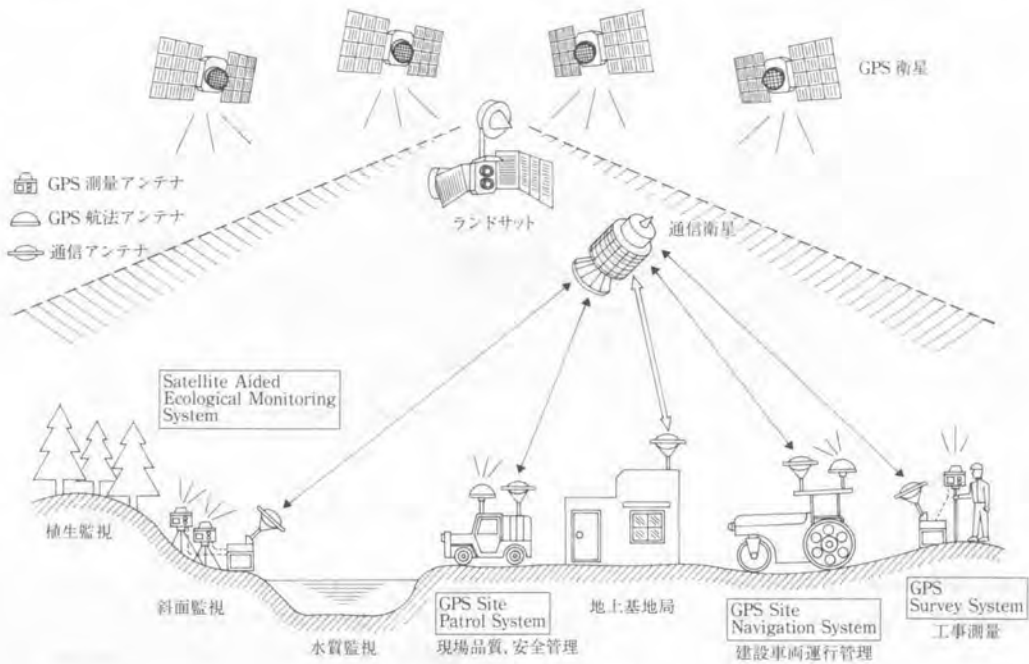 GPS 衛星
GPS 測量アンテナ
GPS 航法アンテナ
通信アンテナ
ランドサット
通信衛星
Satellite Aided
Ecological Monitoring
System
植生監視
斜面監視
水質監視
GPS Site
Patrol System
現場品質,安全管理
地上基地局
GPS Site
Navigation System
建設車両運行管理
GPS
Survey System
工事測量